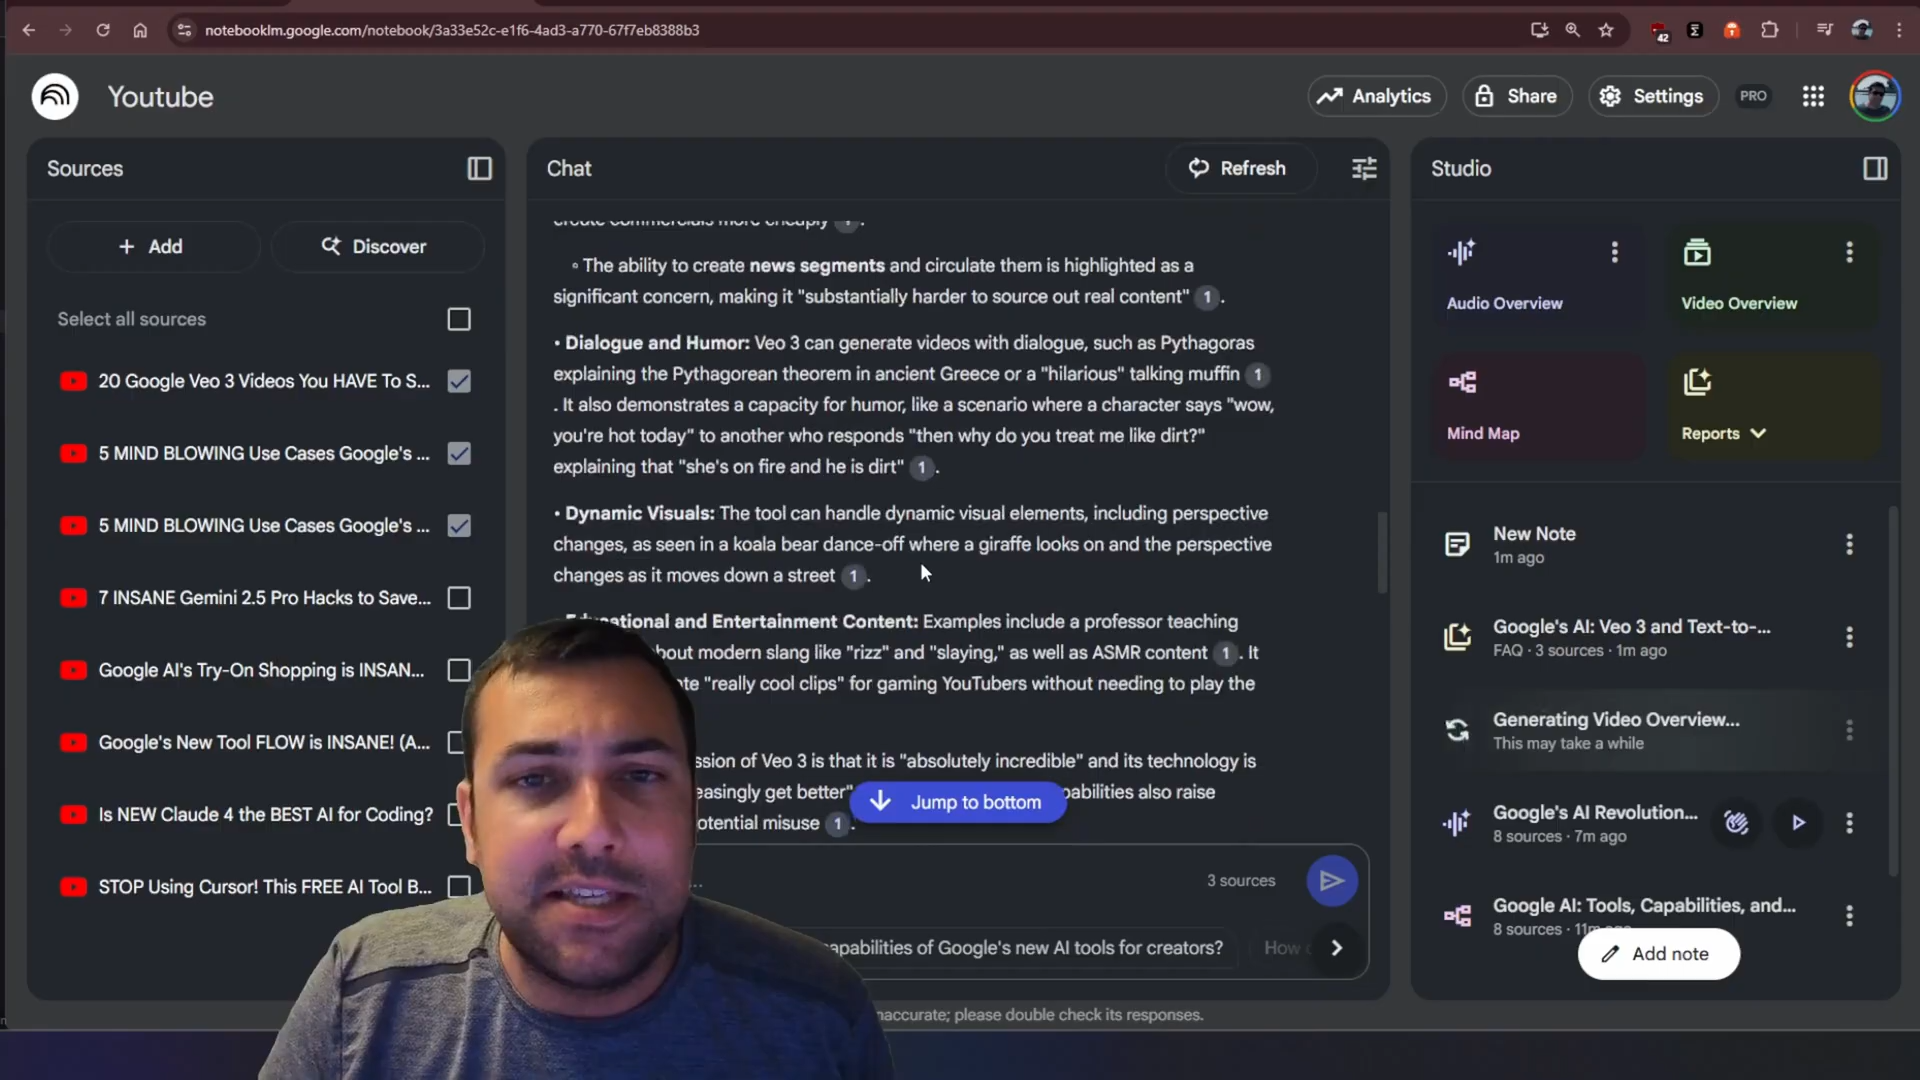 notebooklm.google.com/notebook/3a33e52c-e1f6-4ad3-a770-67f7eb8388b3
42
Youtube
Analytics
Share
Settings
PRO
Sources
Add
Discover
Select all sources
20 Google Veo 3 Videos You HAVE To S...
5 MIND BLOWING Use Cases Google's ...
5 MIND BLOWING Use Cases Google's ...
7 INSANE Gemini 2.5 Pro Hacks to Save...
Google AI's Try-On Shopping is INSAN...
Google's New Tool FLOW is INSANE! (A...
Is NEW Claude 4 the BEST AI for Coding?
STOP Using Cursor! This FREE AI Tool B...
Chat
Refresh
create commercials more cheaply 1 .
◦ The ability to create news segments and circulate them is highlighted as a
significant concern, making it "substantially harder to source out real content" 1 .
• Dialogue and Humor: Veo 3 can generate videos with dialogue, such as Pythagoras
explaining the Pythagorean theorem in ancient Greece or a "hilarious" talking muffin 1
. It also demonstrates a capacity for humor, like a scenario where a character says "wow,
you're hot today" to another who responds "then why do you treat me like dirt?"
explaining that "she's on fire and he is dirt" 1 .
• Dynamic Visuals: The tool can handle dynamic visual elements, including perspective
changes, as seen in a koala bear dance-off where a giraffe looks on and the perspective
changes as it moves down a street 1 .
Educational and Entertainment Content: Examples include a professor teaching
about modern slang like "rizz" and "slaying," as well as ASMR content 1 . It
"really cool clips" for gaming YouTubers without needing to play the
of Veo 3 is that it is "absolutely incredible" and its technology is
get better" capabilities also raise
potential misuse 1 .
Jump to bottom
...
3 sources
capabilities of Google's new AI tools for creators?
How
inaccurate; please double check its responses.
Studio
Audio Overview
Video Overview
Mind Map
Reports
New Note
1m ago
Google's AI: Veo 3 and Text-to-...
FAQ · 3 sources · 1m ago
Generating Video Overview...
This may take a while
Google's AI Revolution...
8 sources · 7m ago
Google AI: Tools, Capabilities, and...
8 sources · 11m ago
Add note